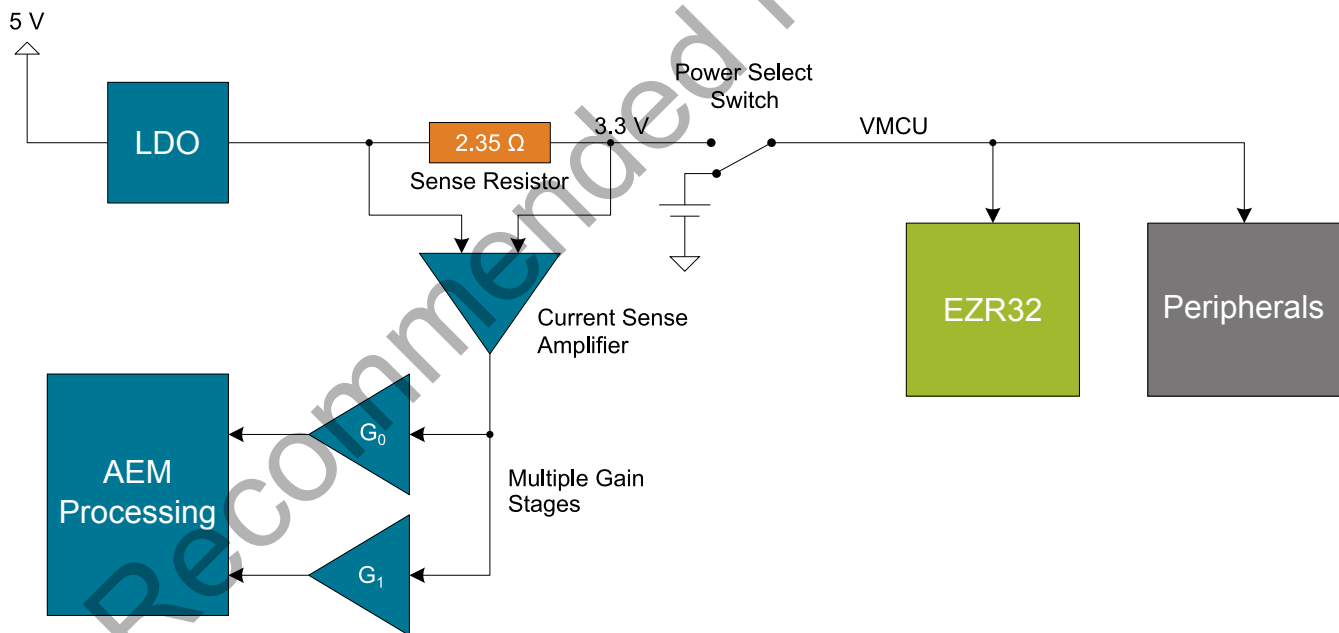 5 V
LDO
2.35 Ω
Sense Resistor
3.3 V
Power Select
Switch
VMCU
EZR32
Peripherals
Current Sense
Amplifier
Multiple Gain
Stages
G₀
G₁
AEM
Processing
Recommended